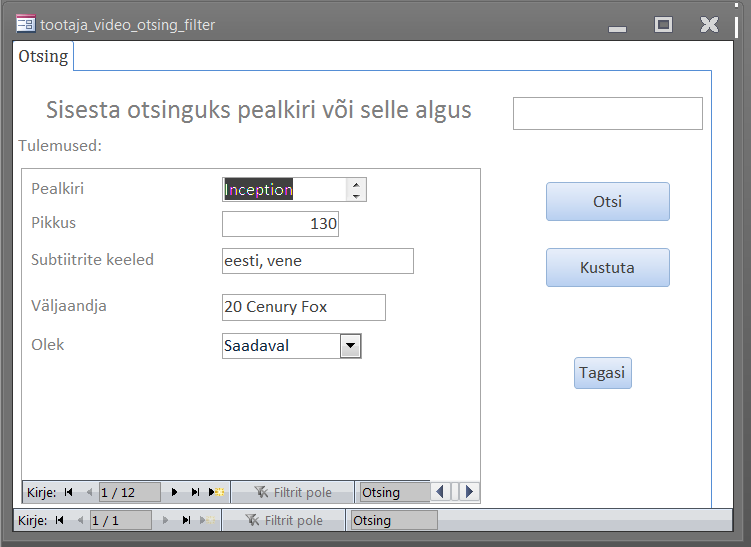 tootaja_video_otsing_filter
Otsing
Sisesta otsinguks pealkiri või selle algus
Tulemused:
Pealkiri Inception
Pikkus 130
Subtiitrite keeled eesti, vene
Väljaandja 20 Cenury Fox
Olek Saadaval
Otsi
Kustuta
Tagasi
Kirje: 1 / 12 Filtrit pole Otsing
Kirje: 1 / 1 Filtrit pole Otsing